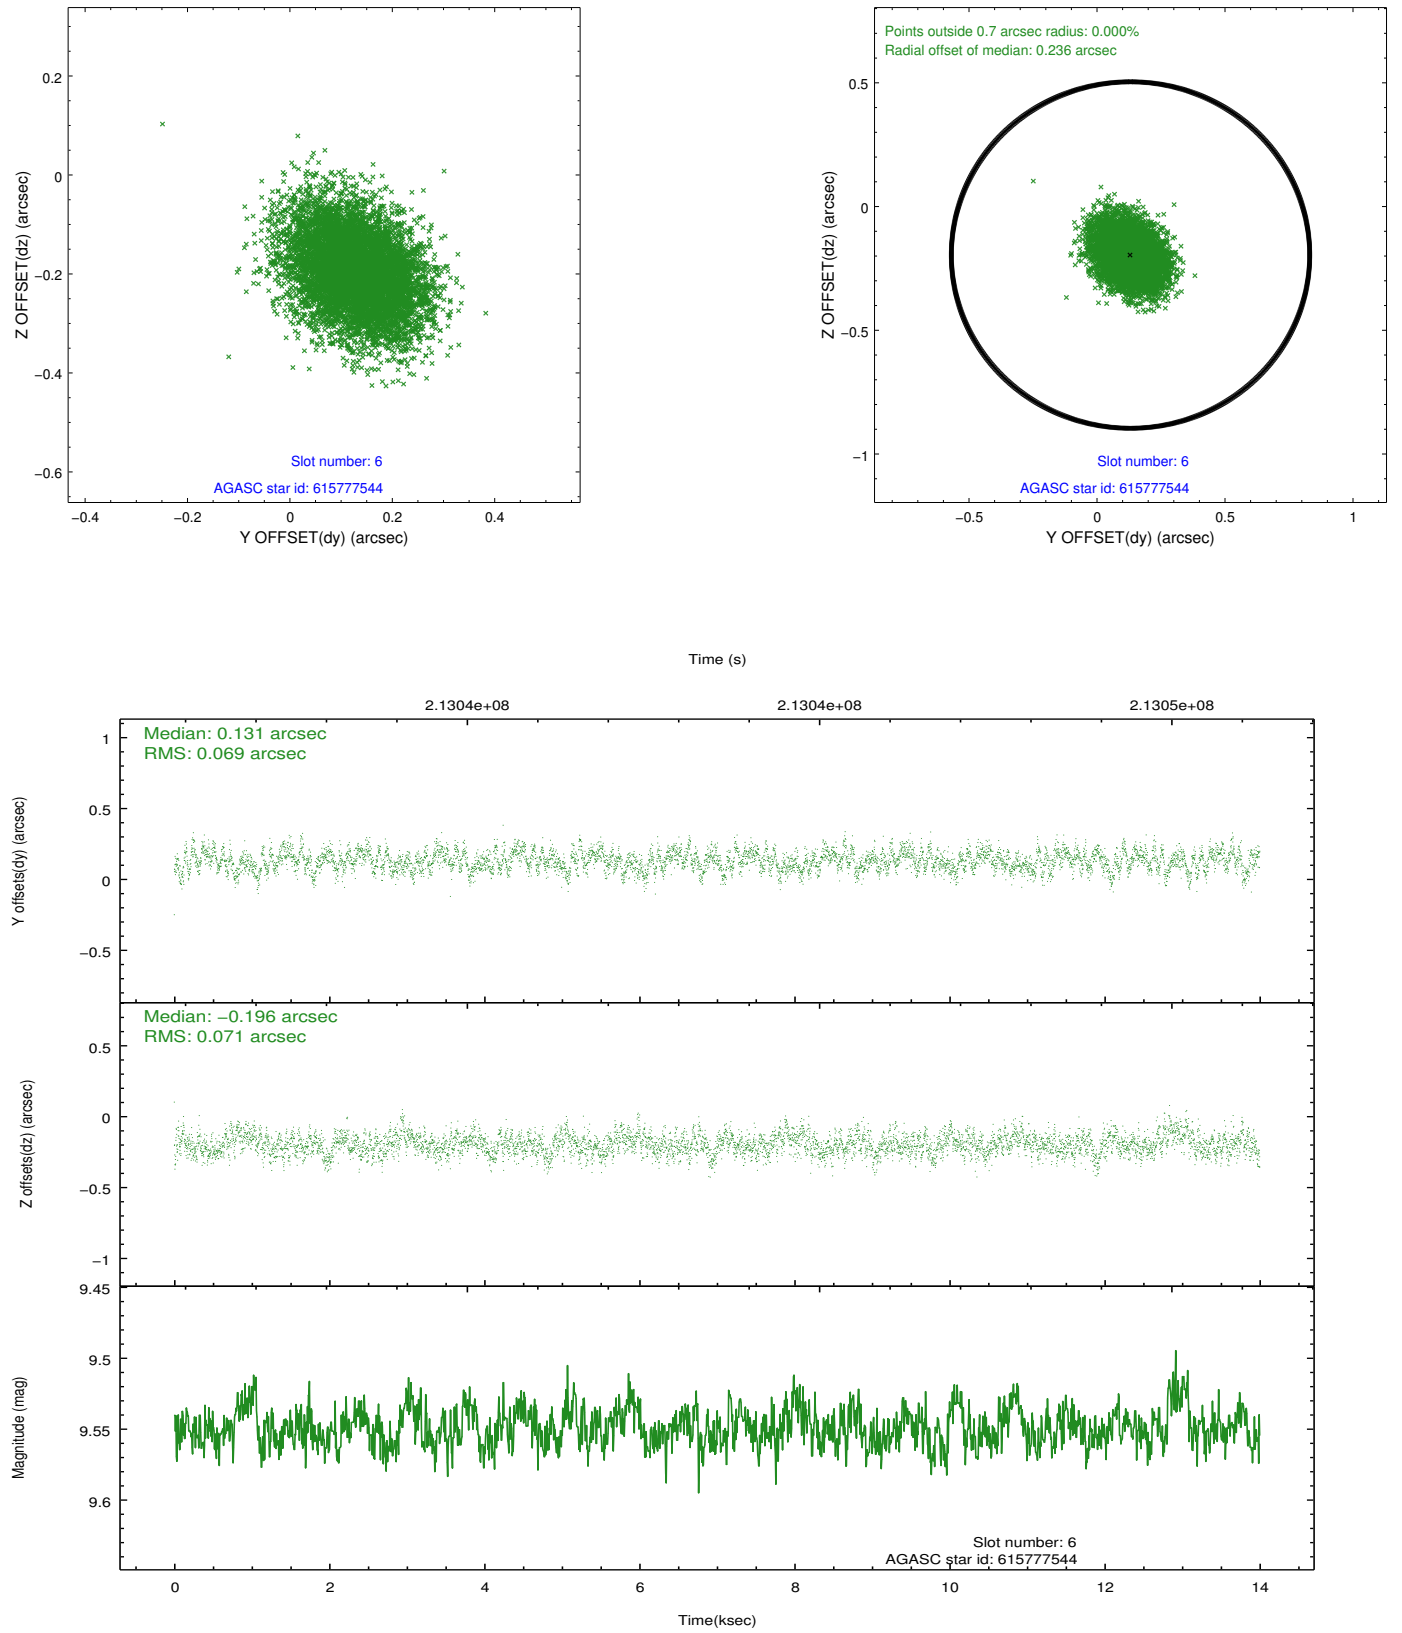 0.2
0
−0.2
−0.4
−0.6
Z OFFSET(dz) (arcsec)
Slot number: 6
AGASC star id: 615777544
−0.4
−0.2
0
0.2
0.4
Y OFFSET(dy) (arcsec)
Points outside 0.7 arcsec radius: 0.000%
Radial offset of median: 0.236 arcsec
0.5
0
−0.5
−1
Z OFFSET(dz) (arcsec)
Slot number: 6
AGASC star id: 615777544
−0.5
0
0.5
1
Y OFFSET(dy) (arcsec)
Time (s)
2.1304e+08
2.1304e+08
2.1305e+08
Median: 0.131 arcsec
RMS: 0.069 arcsec
1
0.5
0
−0.5
Y offsets(dy) (arcsec)
Median: −0.196 arcsec
RMS: 0.071 arcsec
0.5
0
−0.5
−1
Z offsets(dz) (arcsec)
9.45
9.5
9.55
9.6
Magnitude (mag)
Slot number: 6
AGASC star id: 615777544
0
2
4
6
8
10
12
14
Time(ksec)